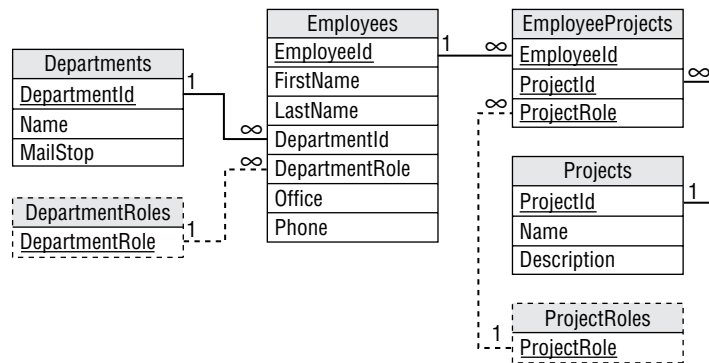 Departments
DepartmentId
Name
MailStop
DepartmentRoles
DepartmentRole
Employees
EmployeeId
FirstName
LastName
DepartmentId
DepartmentRole
Office
Phone
EmployeeProjects
EmployeeId
ProjectId
ProjectRole
Projects
ProjectId
Name
Description
ProjectRoles
ProjectRole
1
∞
1
∞
1
∞
∞
1
∞
1